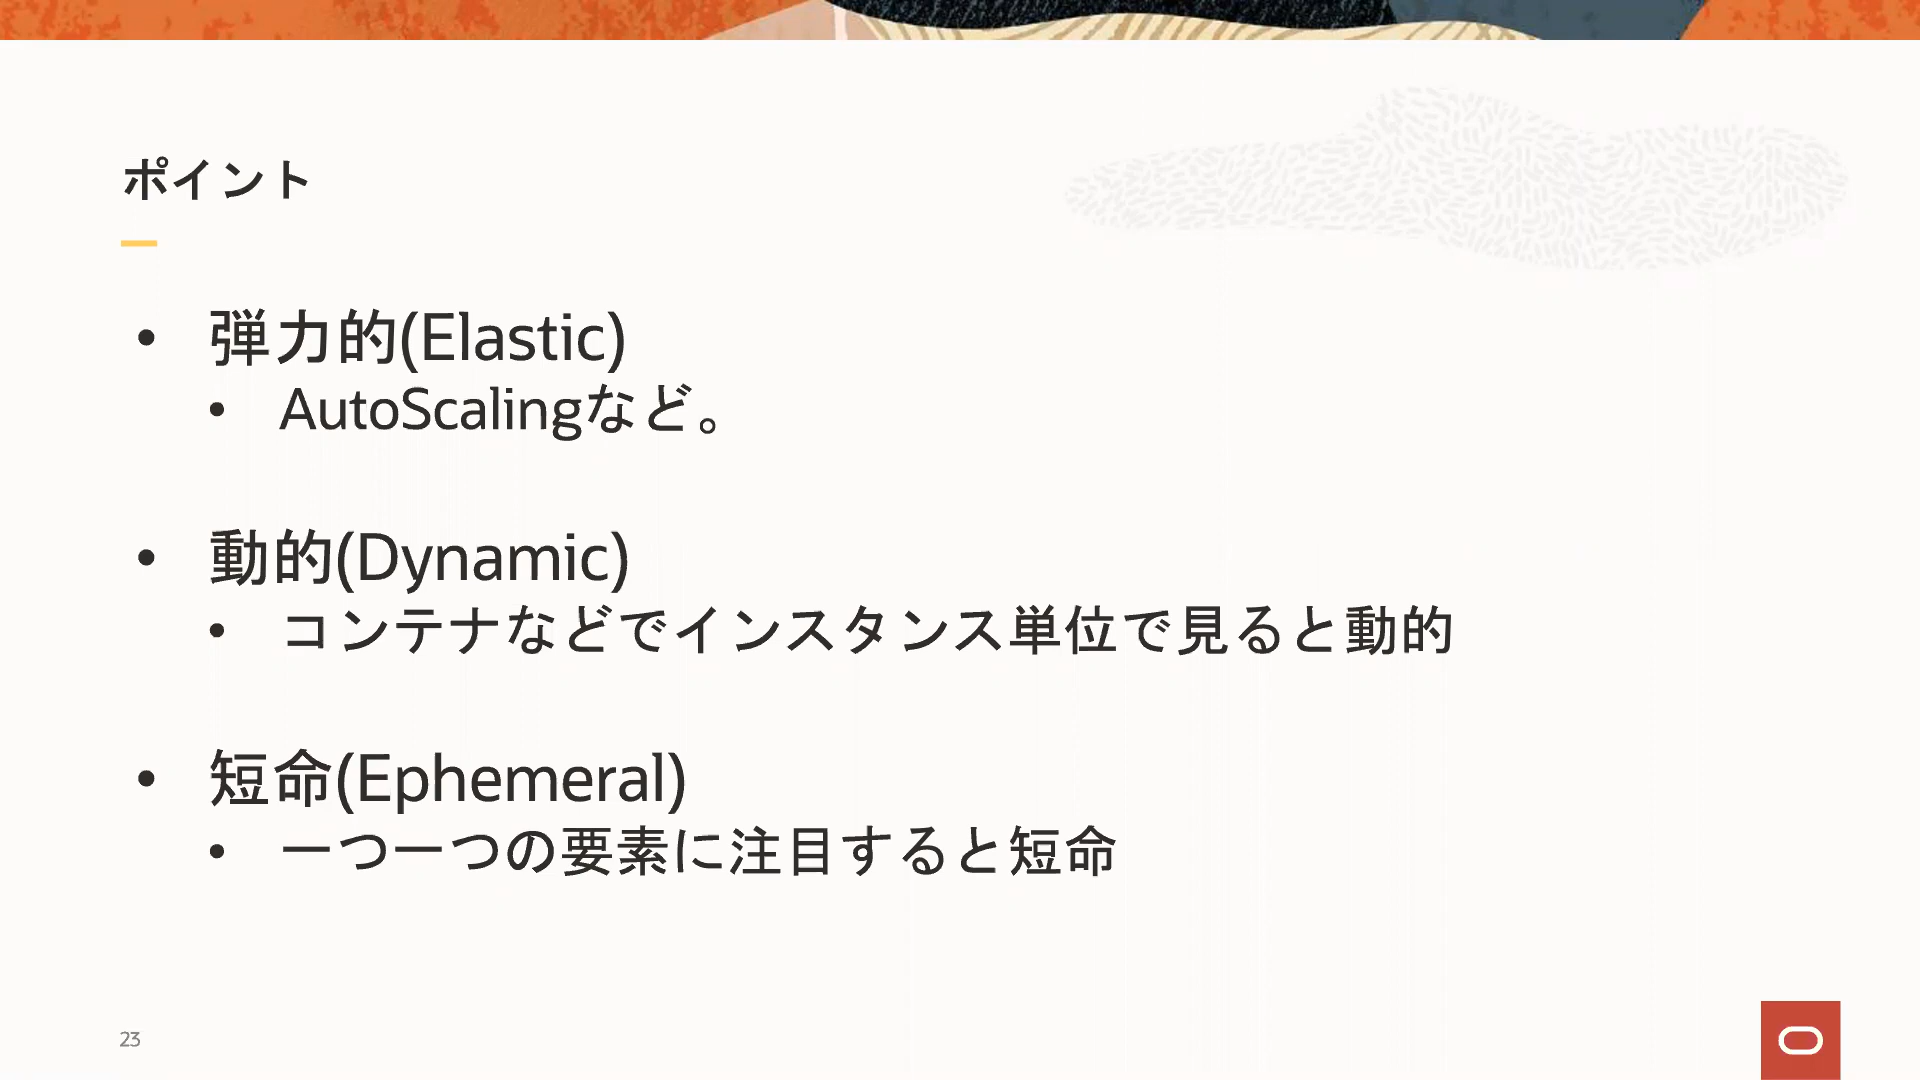 ポイント
• 弾力的(Elastic)
• AutoScalingなど。
• 動的(Dynamic)
• コンテナなどでインスタンス単位で見ると動的
• 短命(Ephemeral)
• 一つ一つの要素に注目すると短命
23